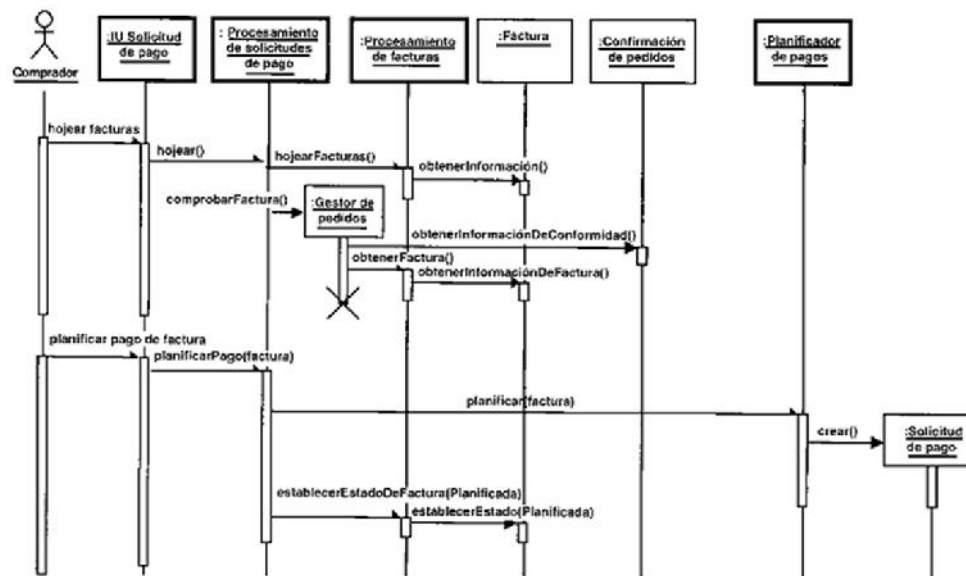 Comprador
:IU Solicitud
de pago
: Procesamiento
de solicitudes
de pago
:Procesamiento
de facturas
:Factura
:Confirmación
de pedidos
:Planificador
de pagos
hojear facturas
hojear()
hojearFacturas()
obtenerInformación()
comprobarFactura()
:Gestor de
pedidos
obtenerInformaciónDeConformidad()
obtenerFactura()
obtenerInformaciónDeFactura()
planificar pago de factura
planificarPago(factura)
planificar(factura)
crear()
:Solicitud
de pago
establecerEstadoDeFactura(Planificada)
establecerEstado(Planificada)